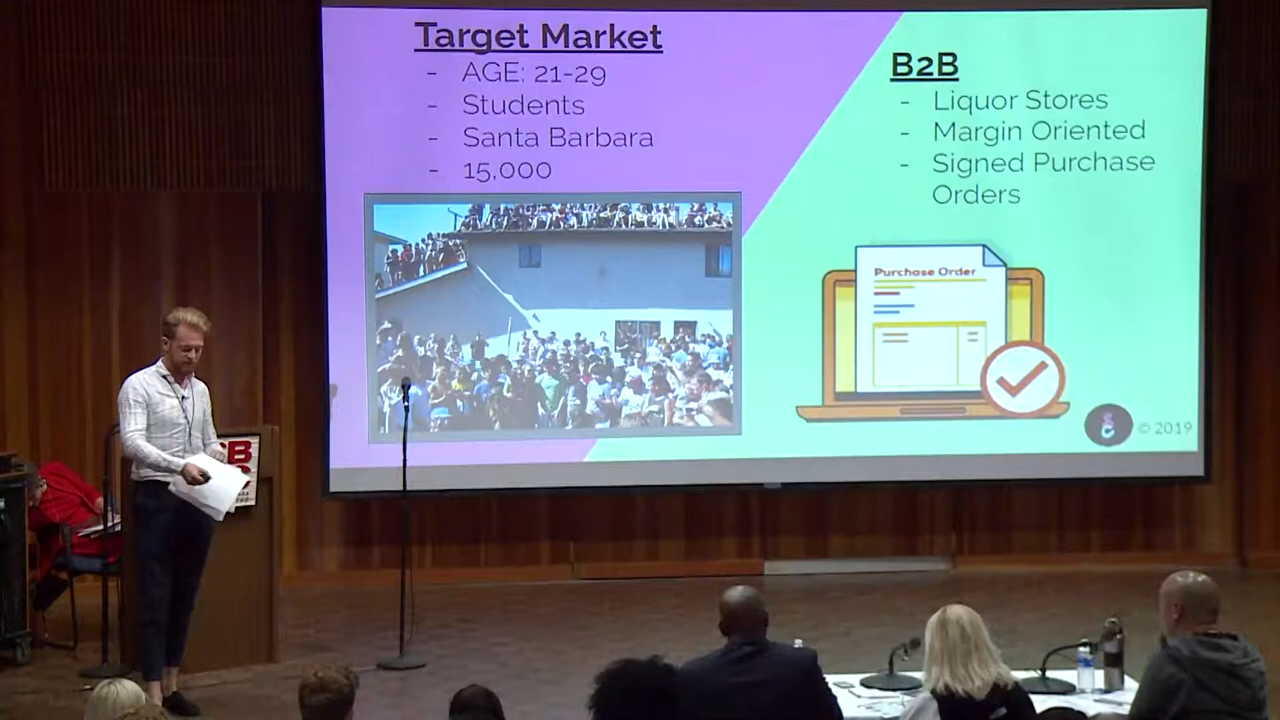 Target Market
- AGE: 21-29
- Students
- Santa Barbara
- 15,000
B2B
- Liquor Stores
- Margin Oriented
- Signed Purchase
Orders
Purchase Order
© 2019